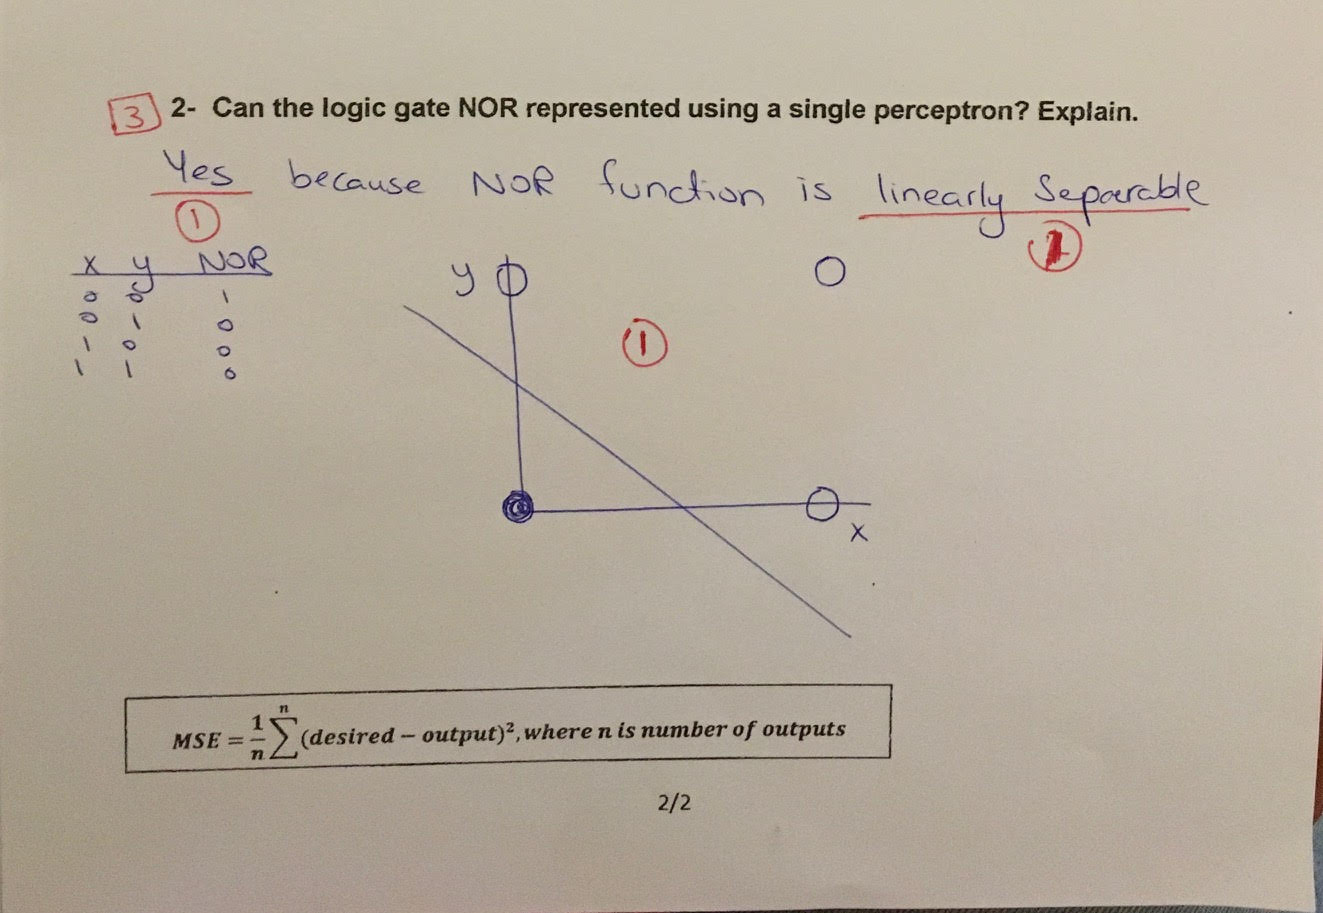 3 2- Can the logic gate NOR represented using a single perceptron? Explain.
Yes because NOR function is linearly Separable
1 1
x y NOR
0 0 1
0 1 0
1 0 0
1 1 0
y
1
x
MSE = 1/n ∑ⁿ (desired – output)², where n is number of outputs
2/2